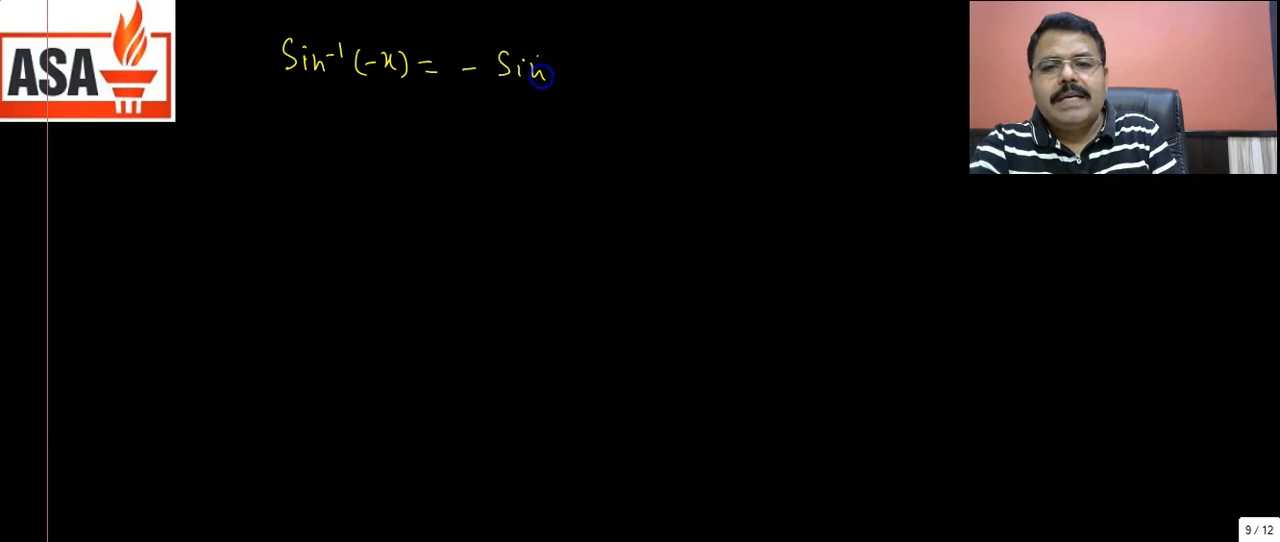 ASA
Sin⁻¹(-x) = - Sin
9 / 12